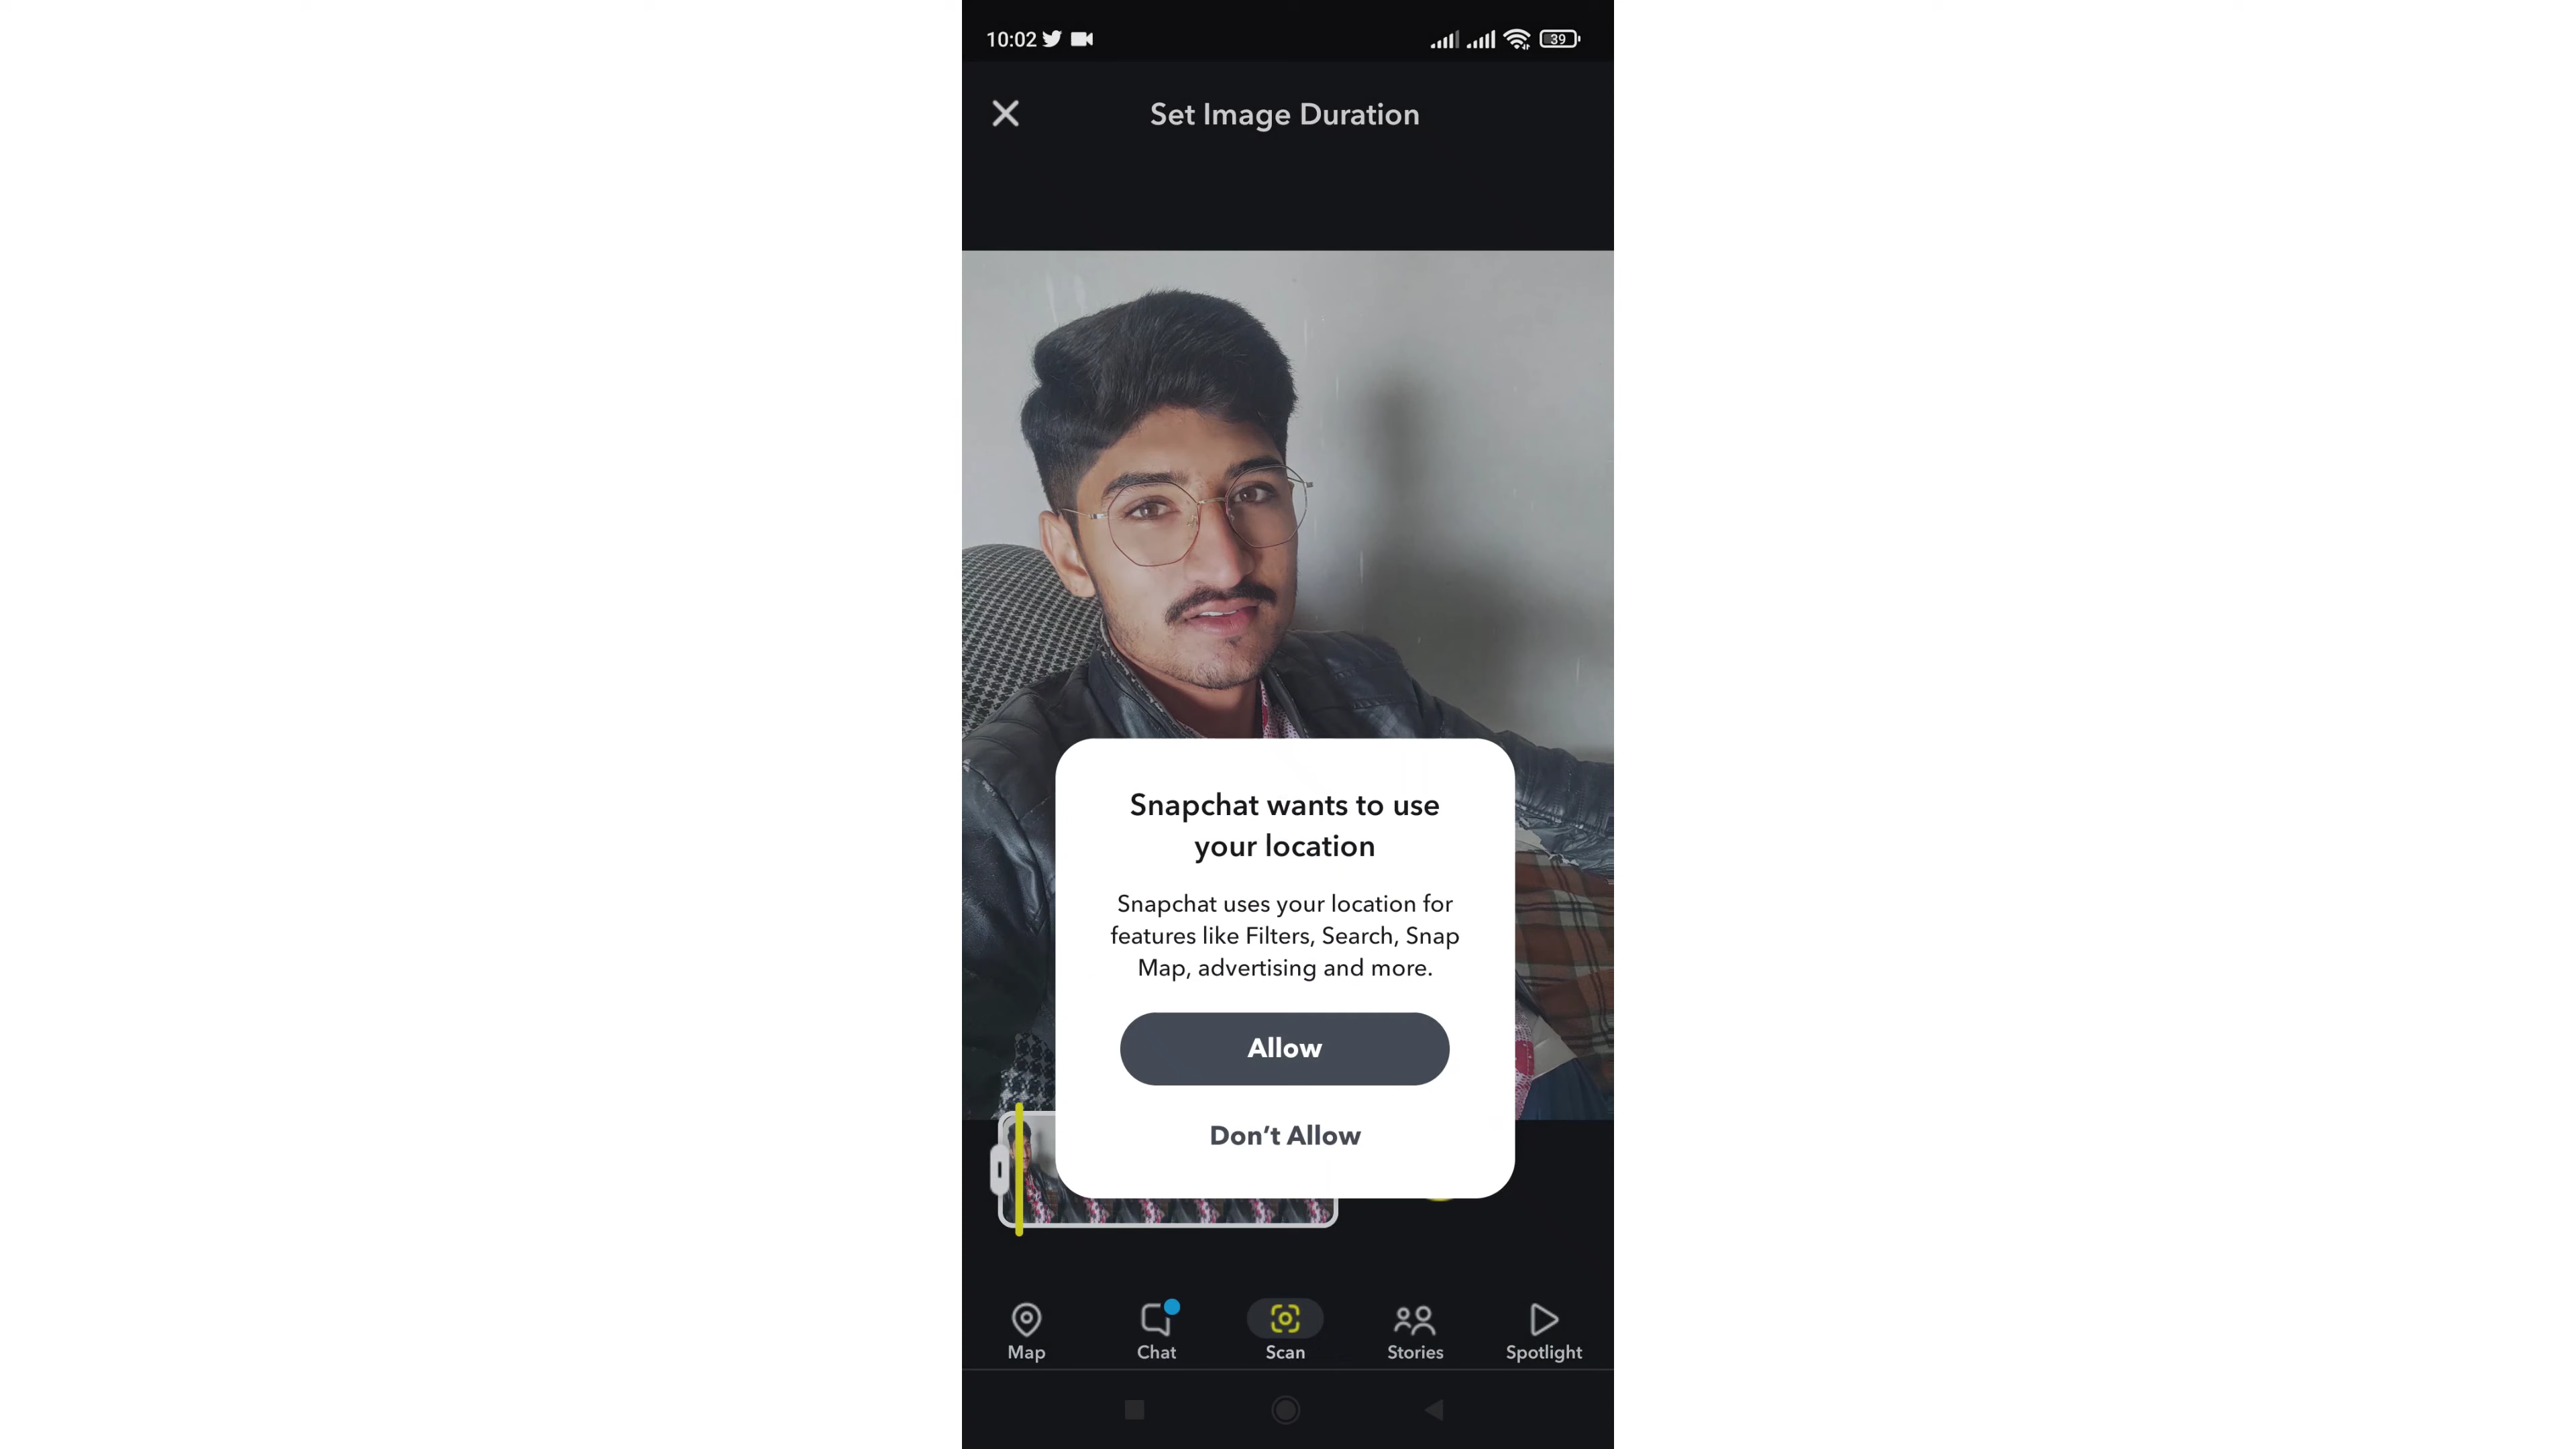 10:02
39
Set Image Duration
Snapchat wants to use
your location
Snapchat uses your location for
features like Filters, Search, Snap
Map, advertising and more.
Allow
Don’t Allow
Map
Chat
Scan
Stories
Spotlight